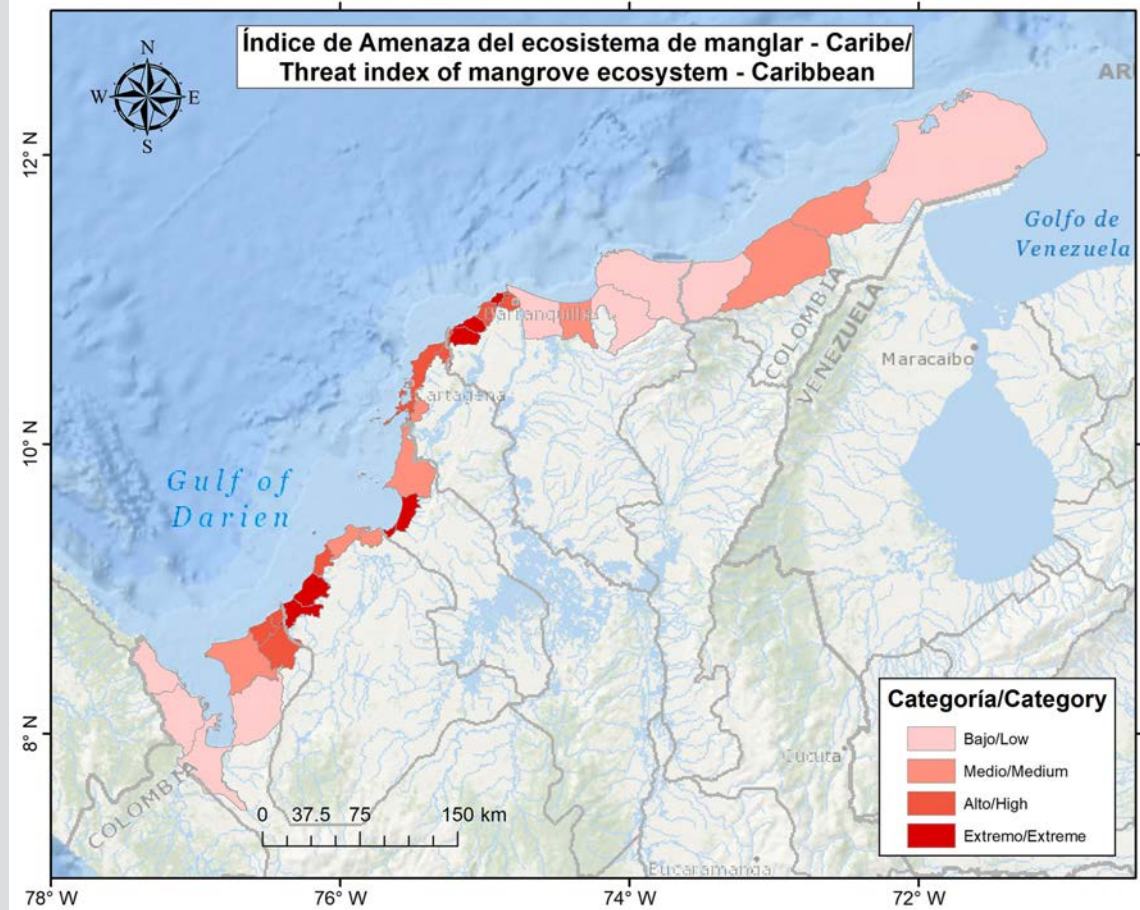 Índice de Amenaza del ecosistema de manglar - Caribe/
Threat index of mangrove ecosystem - Caribbean
N
W
E
S
AR
12° N
10° N
8° N
Golfo de
Venezuela
Barranquilla
COLOMBIA
VENEZUELA
Maracaibo
Cartagena
Gulf of
Darien
Cucuta
COLOMBIA
Bucaramanga
0 37.5 75 150 km
Categoría/Category
Bajo/Low
Medio/Medium
Alto/High
Extremo/Extreme
78° W
76° W
74° W
72° W